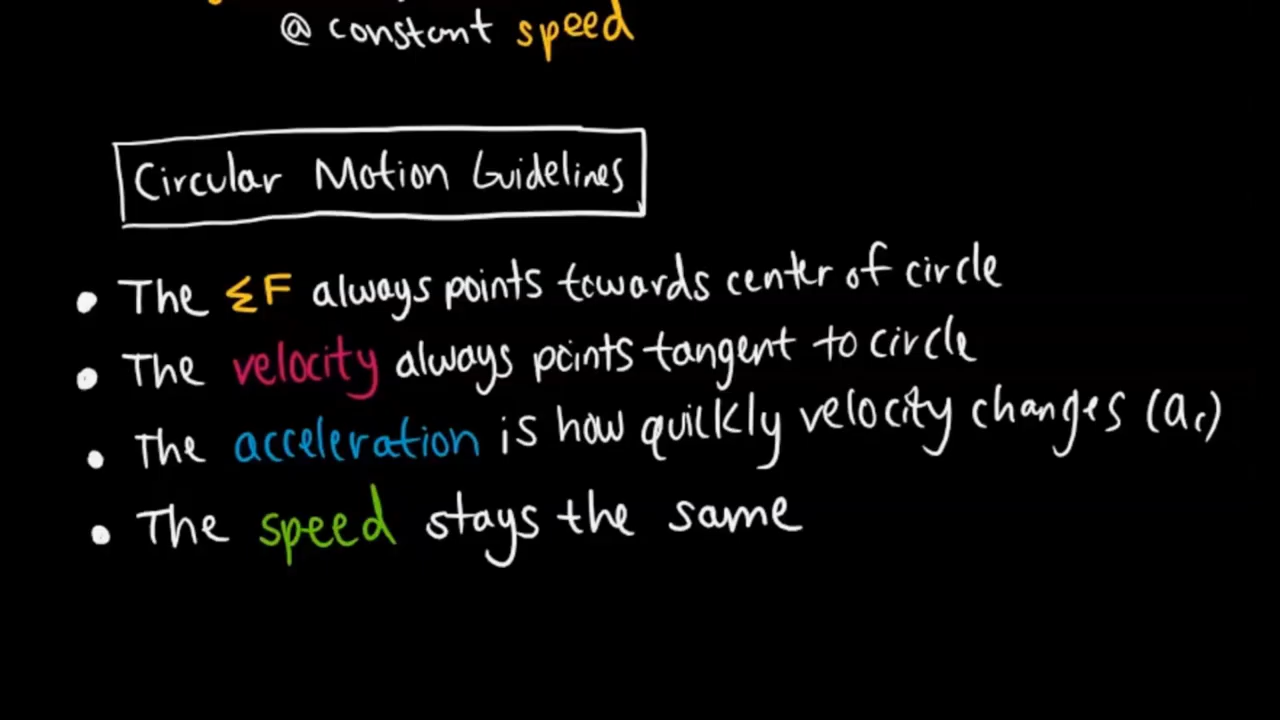 @ constant speed
Circular Motion Guidelines
• The ΣF always points towards center of circle
• The velocity always points tangent to circle
• The acceleration is how quickly velocity changes (ac)
• The speed stays the same